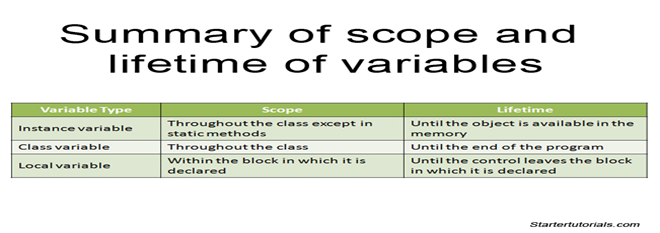 Summary of scope and
lifetime of variables
Variable Type Scope Lifetime
Instance variable Throughout the class except in static methods Until the object is available in the memory
Class variable Throughout the class Until the end of the program
Local variable Within the block in which it is declared Until the control leaves the block in which it is declared
Startertutorials.com